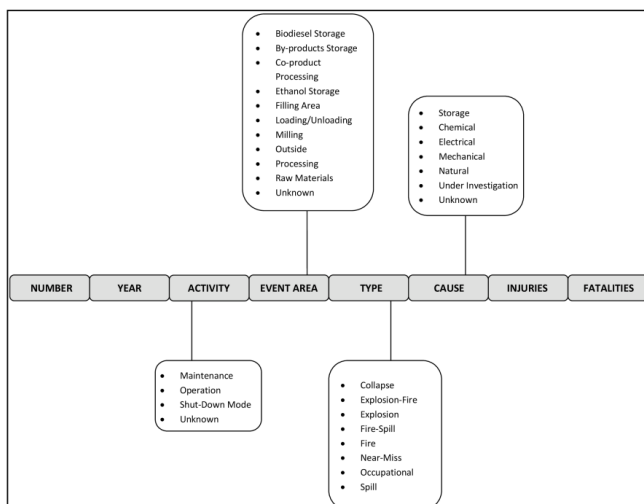 • Biodiesel Storage
• By-products Storage
• Co-product
Processing
• Ethanol Storage
• Filling Area
• Loading/Unloading
• Milling
• Outside
• Processing
• Raw Materials
• Unknown
• Storage
• Chemical
• Electrical
• Mechanical
• Natural
• Under Investigation
• Unknown
NUMBER YEAR ACTIVITY EVENT AREA TYPE CAUSE INJURIES FATALITIES
• Maintenance
• Operation
• Shut-Down Mode
• Unknown
• Collapse
• Explosion-Fire
• Explosion
• Fire-Spill
• Fire
• Near-Miss
• Occupational
• Spill